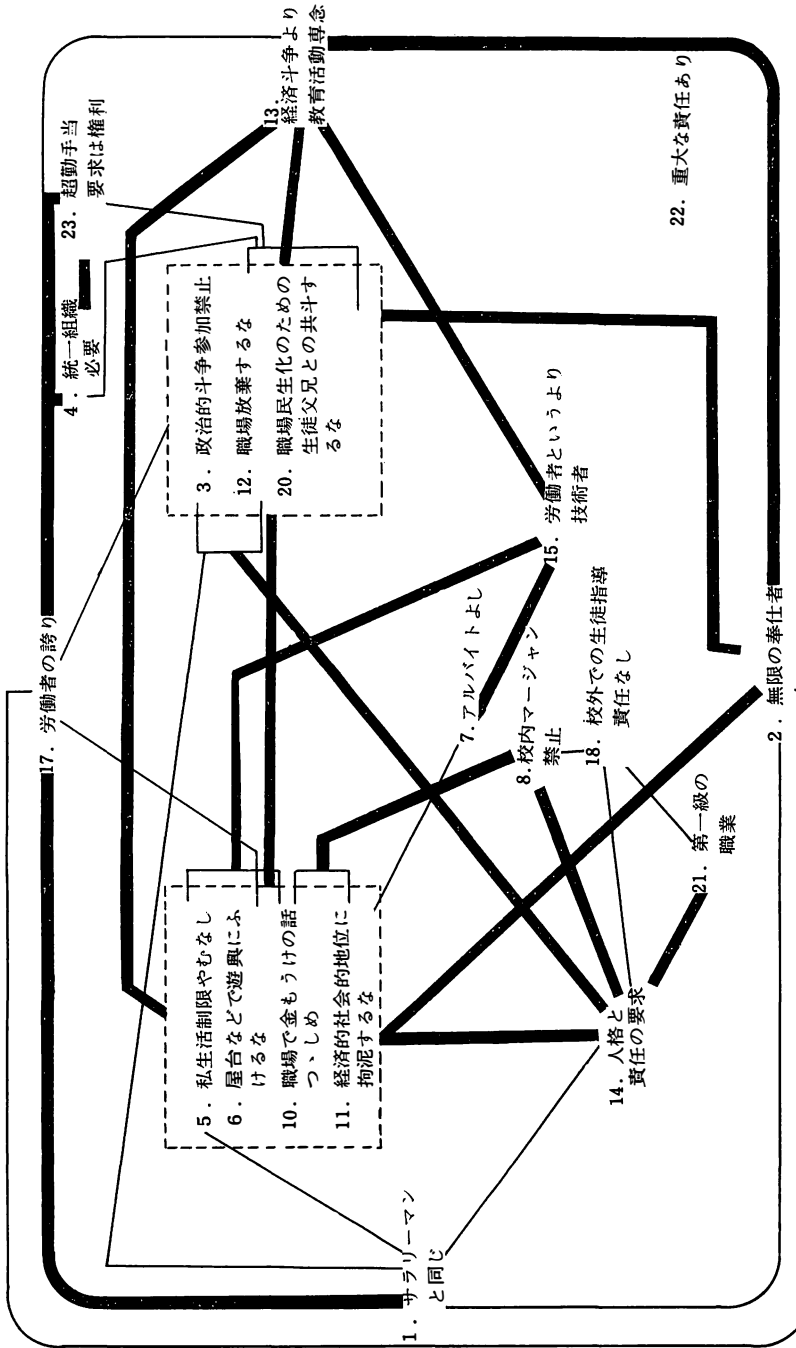 1．サラリーマン
と同じ
17．労働者の誇り
4．統一組織
必要
23．超勤手当
要求は権利
13．
経済斗争より
教育活動専念
5．私生活制限やむなし
6．屋台などで遊興にふ
けるな
10．職場で金もうけの話
つゝしめ
11．経済的社会的地位に
拘泥するな
3．政治的斗争参加禁止
12．職場放棄するな
20．職場民生化のための
生徒父兄との共斗す
るな
7．アルバイトよし
8．校内マージャン
禁止
18．校外での生徒指導
責任なし
15．労働者というより
技術者
14．人格と
責任の要求
21．第一級の
職業
2．無限の奉仕者
22．重大な責任あり